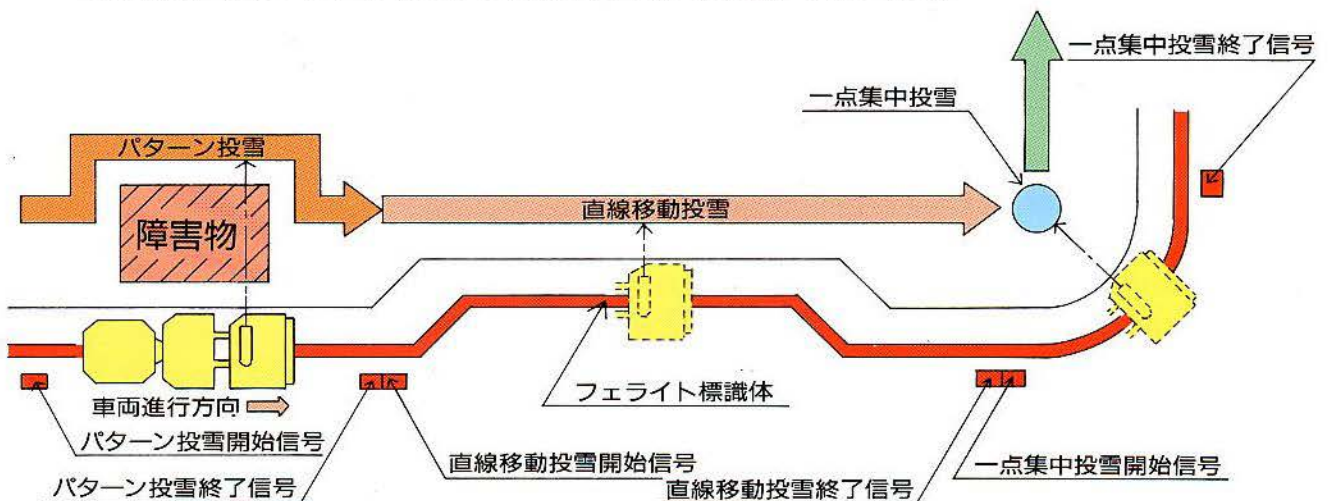 一点集中投雪終了信号
一点集中投雪
パターン投雪
直線移動投雪
障害物
フェライト標識体
車両進行方向
パターン投雪開始信号
直線移動投雪開始信号
一点集中投雪開始信号
パターン投雪終了信号
直線移動投雪終了信号